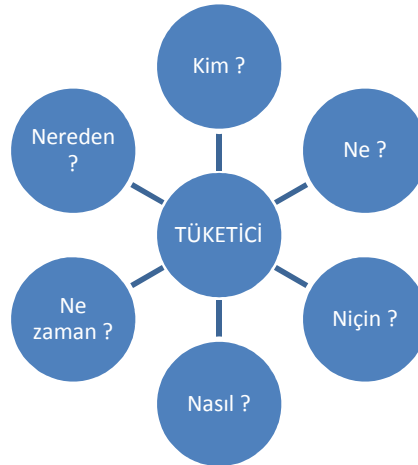 Kim ?
Nereden
?
Ne ?
TÜKETİCİ
Ne
zaman ?
Niçin ?
Nasıl ?